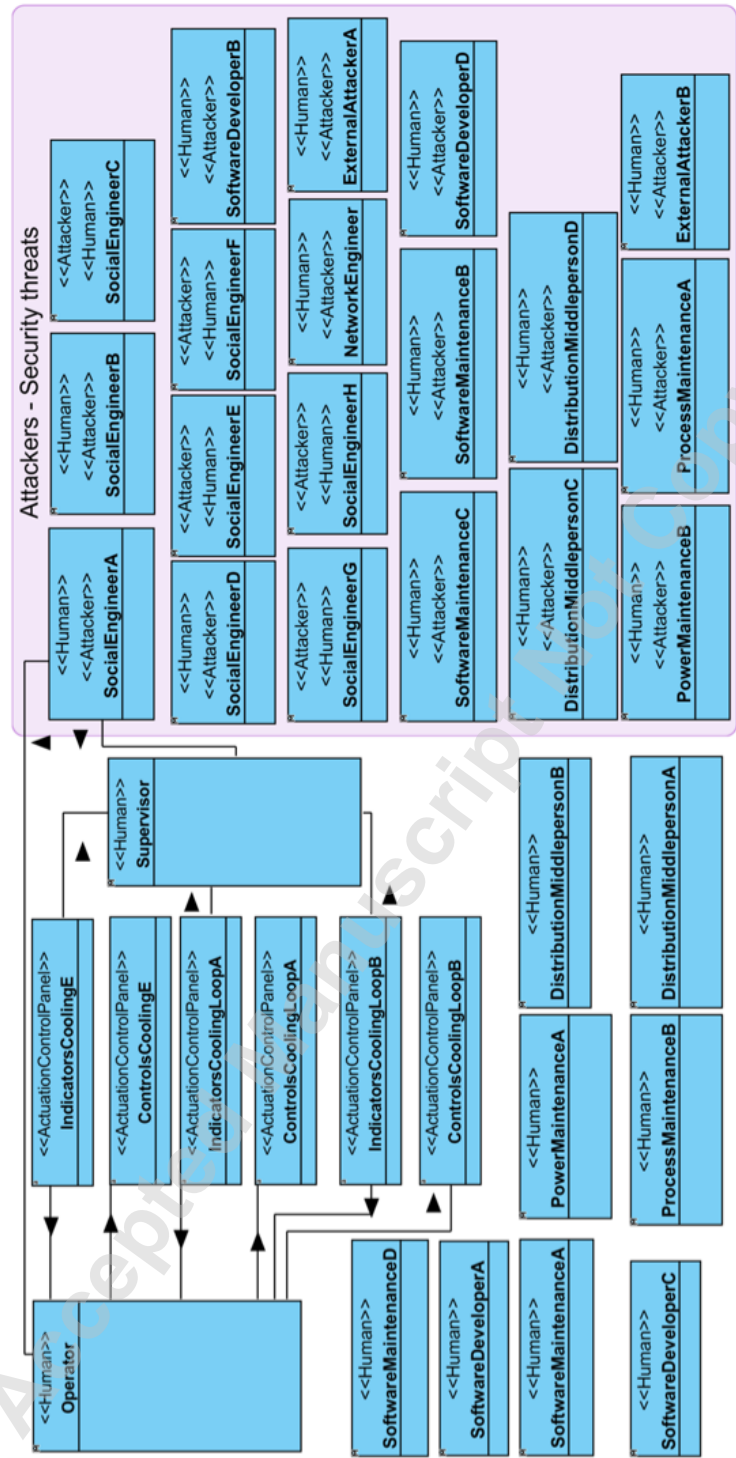 Attackers - Security threats
<<Human>>
<<Attacker>>
SocialEngineerA
<<Human>>
<<Attacker>>
SocialEngineerB
<<Attacker>>
<<Human>>
SocialEngineerC
<<Human>>
<<Attacker>>
SocialEngineerD
<<Attacker>>
<<Human>>
SocialEngineerE
<<Attacker>>
<<Human>>
SocialEngineerF
<<Human>>
<<Attacker>>
SoftwareDeveloperB
<<Attacker>>
<<Human>>
SocialEngineerG
<<Attacker>>
<<Human>>
SocialEngineerH
<<Human>>
<<Attacker>>
NetworkEngineer
<<Human>>
<<Attacker>>
ExternalAttackerA
<<Human>>
<<Attacker>>
SoftwareMaintenanceC
<<Human>>
<<Attacker>>
SoftwareMaintenanceB
<<Human>>
<<Attacker>>
SoftwareDeveloperD
<<Human>>
<<Attacker>>
DistributionMiddlepersonC
<<Human>>
<<Attacker>>
DistributionMiddlepersonD
<<Human>>
<<Attacker>>
PowerMaintenanceB
<<Human>>
<<Attacker>>
ProcessMaintenanceA
<<Human>>
<<Attacker>>
ExternalAttackerB
<<Human>>
Operator
<<ActuationControlPanel>>
IndicatorsCoolingE
<<ActuationControlPanel>>
ControlsCoolingE
<<ActuationControlPanel>>
IndicatorsCoolingLoopA
<<ActuationControlPanel>>
ControlsCoolingLoopA
<<ActuationControlPanel>>
IndicatorsCoolingLoopB
<<ActuationControlPanel>>
ControlsCoolingLoopB
<<Human>>
Supervisor
<<Human>>
SoftwareMaintenanceD
<<Human>>
SoftwareDeveloperA
<<Human>>
SoftwareMaintenanceA
<<Human>>
PowerMaintenanceA
<<Human>>
DistributionMiddlepersonB
<<Human>>
SoftwareDeveloperC
<<Human>>
ProcessMaintenanceB
<<Human>>
DistributionMiddlepersonA
Accepted Manuscript Not